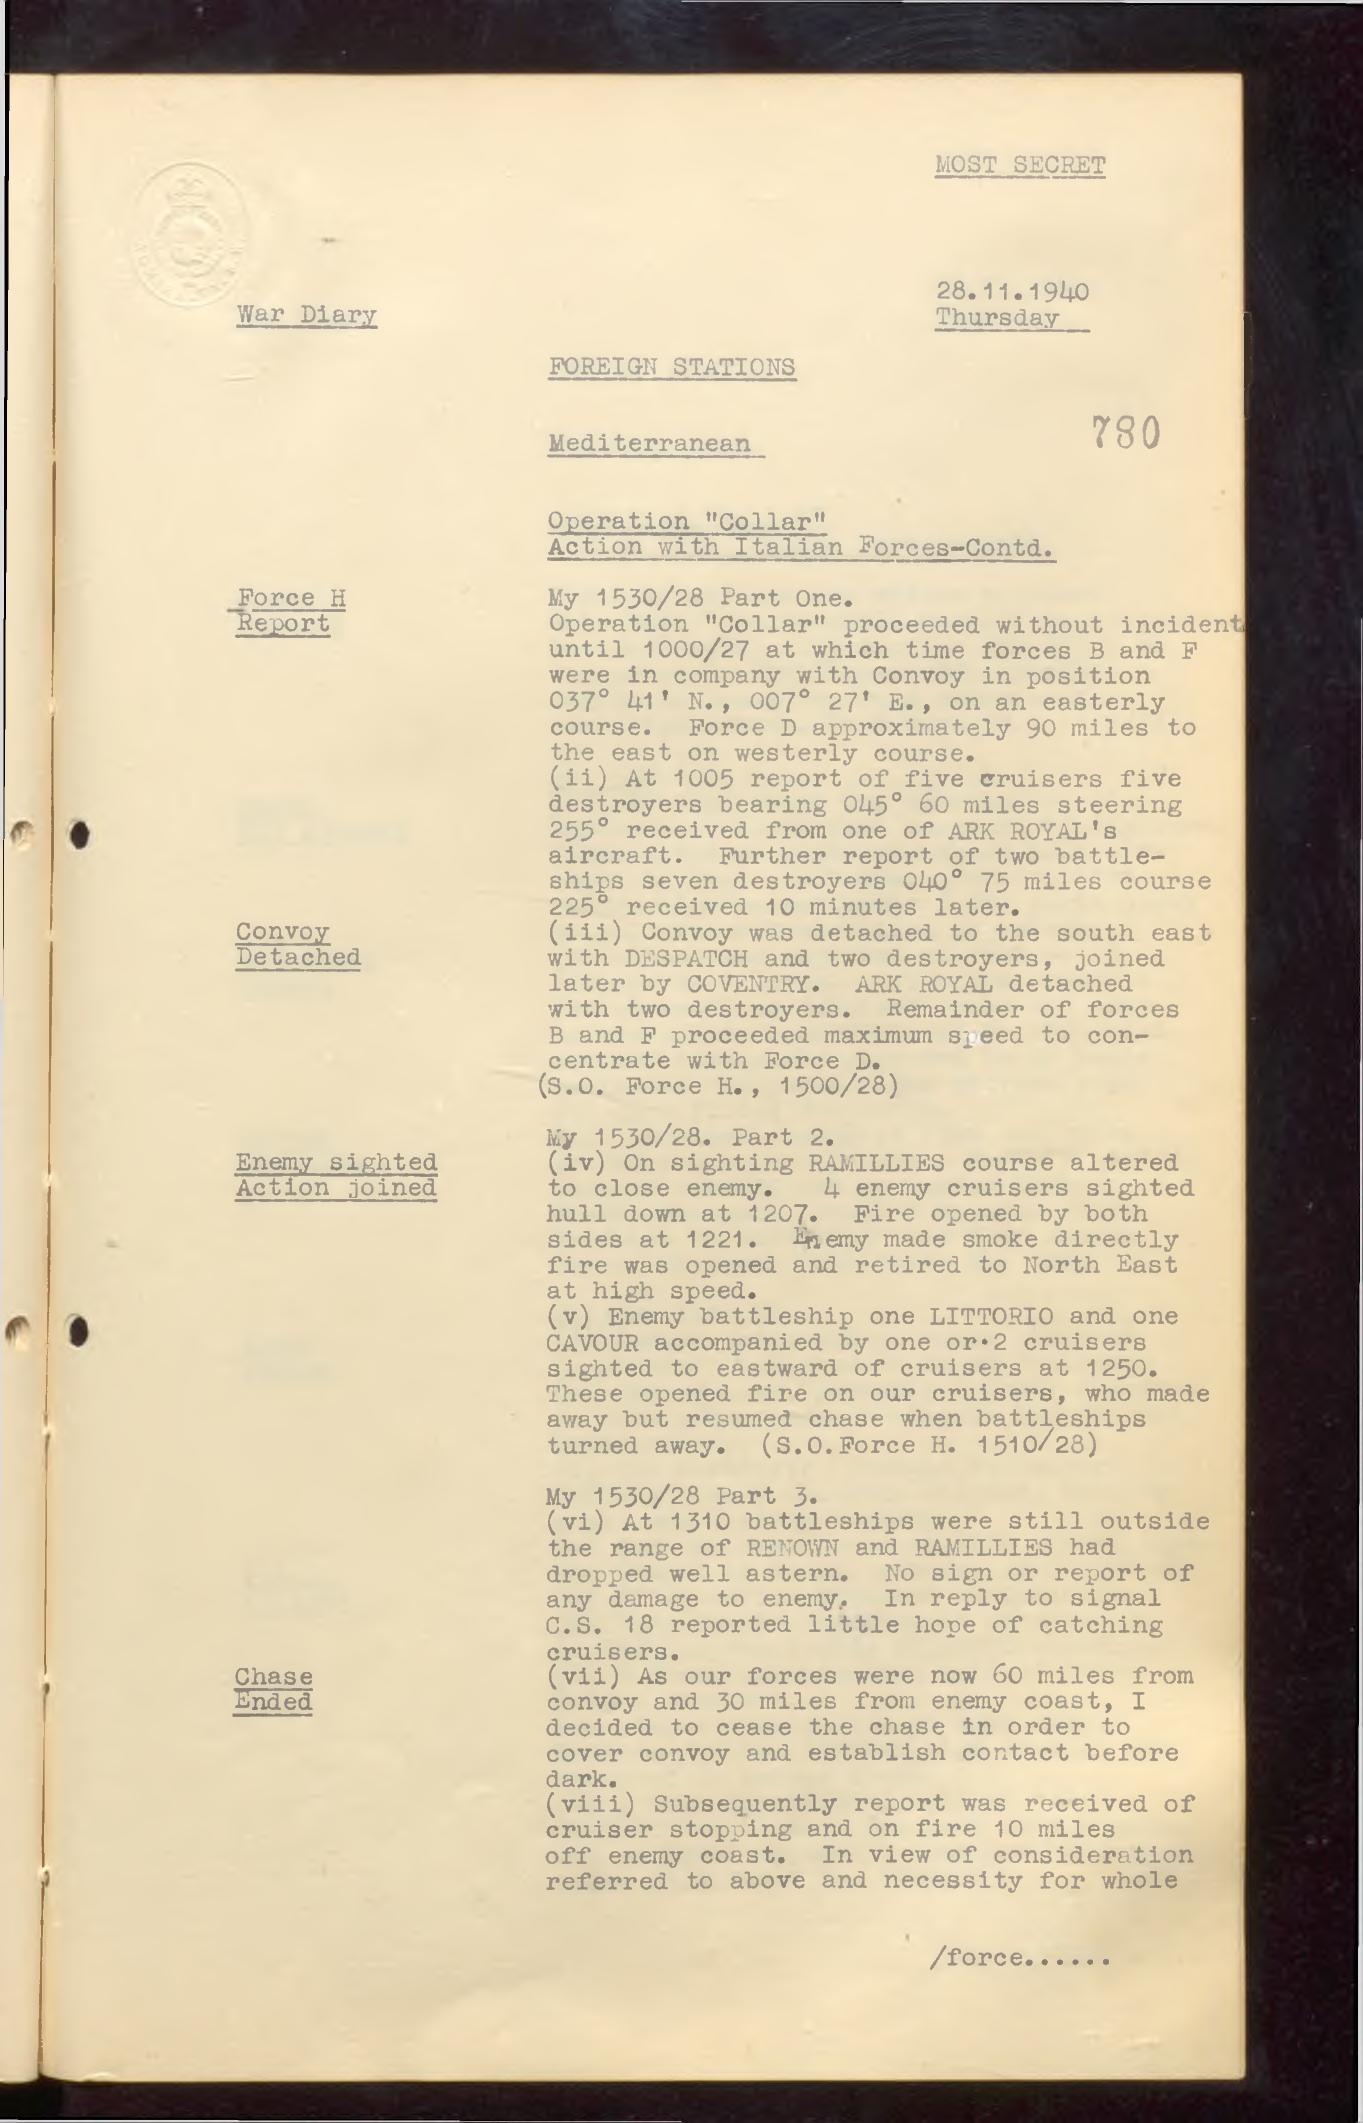 MOST SECRET
28.11.1940
War Diary
Thursday
FOREIGN STATIONS
780
Mediterranean
Operation "Collar"
Action with Italian Forces-Contd.
Force H
Report
My 1530/28 Part One.
Operation "Collar" proceeded without incident
until 1000/27 at which time forces B and F
were in company with Convoy in position
037° 41' N., 007° 27' E., on an easterly
course. Force D approximately 90 miles to
the east on westerly course.
(ii) At 1005 report of five cruisers five
destroyers bearing 045° 60 miles steering
255° received from one of ARK ROYAL's
aircraft. Further report of two battle-
ships seven destroyers 040° 75 miles course
225° received 10 minutes later.
Convoy
Detached
(iii) Convoy was detached to the south east
with DESPATCH and two destroyers, joined
later by COVENTRY. ARK ROYAL detached
with two destroyers. Remainder of forces
B and F proceeded maximum speed to con-
centrate with Force D.
(S.O. Force H., 1500/28)
My 1530/28. Part 2.
Enemy sighted
Action joined
(iv) On sighting RAMILLIES course altered
to close enemy. 4 enemy cruisers sighted
hull down at 1207. Fire opened by both
sides at 1221. Enemy made smoke directly
fire was opened and retired to North East
at high speed.
(v) Enemy battleship one LITTORIO and one
CAVOUR accompanied by one or 2 cruisers
sighted to eastward of cruisers at 1250.
These opened fire on our cruisers, who made
away but resumed chase when battleships
turned away. (S.O.Force H. 1510/28)
My 1530/28 Part 3.
(vi) At 1310 battleships were still outside
the range of RENOWN and RAMILLIES had
dropped well astern. No sign or report of
any damage to enemy. In reply to signal
C.S. 18 reported little hope of catching
cruisers.
Chase
Ended
(vii) As our forces were now 60 miles from
convoy and 30 miles from enemy coast, I
decided to cease the chase in order to
cover convoy and establish contact before
dark.
(viii) Subsequently report was received of
cruiser stopping and on fire 10 miles
off enemy coast. In view of consideration
referred to above and necessity for whole
/force......